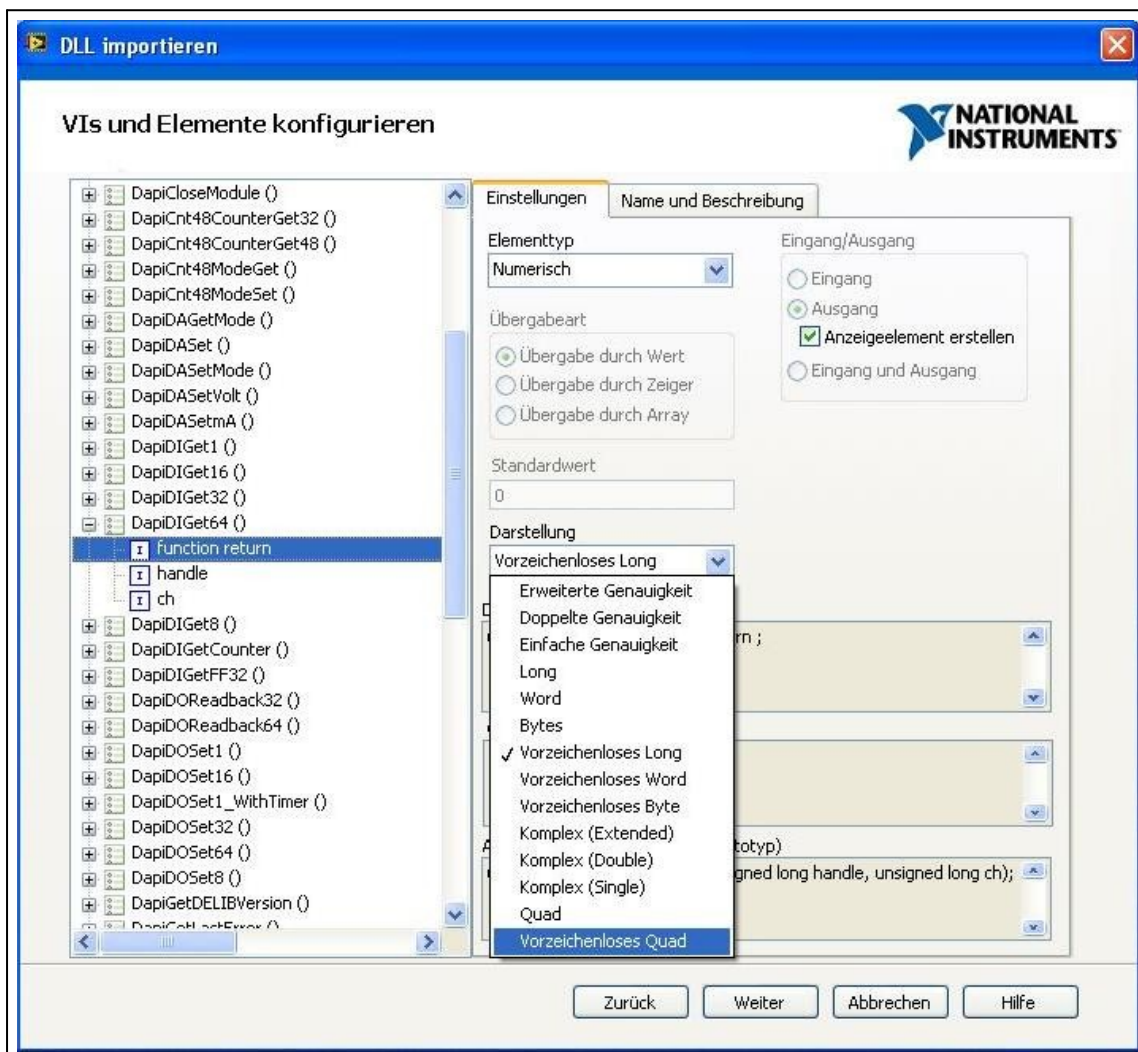 DLL importieren
VIs und Elemente konfigurieren
NATIONAL
INSTRUMENTS
DapiCloseModule ()
DapiCnt48CounterGet32 ()
DapiCnt48CounterGet48 ()
DapiCnt48ModeGet ()
DapiCnt48ModeSet ()
DapiDAGetMode ()
DapiDASet ()
DapiDASetMode ()
DapiDASetVolt ()
DapiDASetmA ()
DapiDIGet1 ()
DapiDIGet16 ()
DapiDIGet32 ()
DapiDIGet64 ()
function return
handle
ch
DapiDIGet8 ()
DapiDIGetCounter ()
DapiDIGetFF32 ()
DapiDOReadback32 ()
DapiDOReadback64 ()
DapiDOSet1 ()
DapiDOSet16 ()
DapiDOSet1_WithTimer ()
DapiDOSet32 ()
DapiDOSet64 ()
DapiDOSet8 ()
DapiGetDELIBVersion ()
DapiGetLastError ()
Einstellungen
Name und Beschreibung
Elementtyp
Numerisch
Eingang/Ausgang
Eingang
Ausgang
Anzeigeelement erstellen
Eingang und Ausgang
Übergabeart
Übergabe durch Wert
Übergabe durch Zeiger
Übergabe durch Array
Standardwert
0
Darstellung
Vorzeichenloses Long
Erweiterte Genauigkeit
Doppelte Genauigkeit
Einfache Genauigkeit
Long
Word
Bytes
Vorzeichenloses Long
Vorzeichenloses Word
Vorzeichenloses Byte
Komplex (Extended)
Komplex (Double)
Komplex (Single)
Quad
Vorzeichenloses Quad
rn ;
totyp)
gned long handle, unsigned long ch);
Zurück
Weiter
Abbrechen
Hilfe